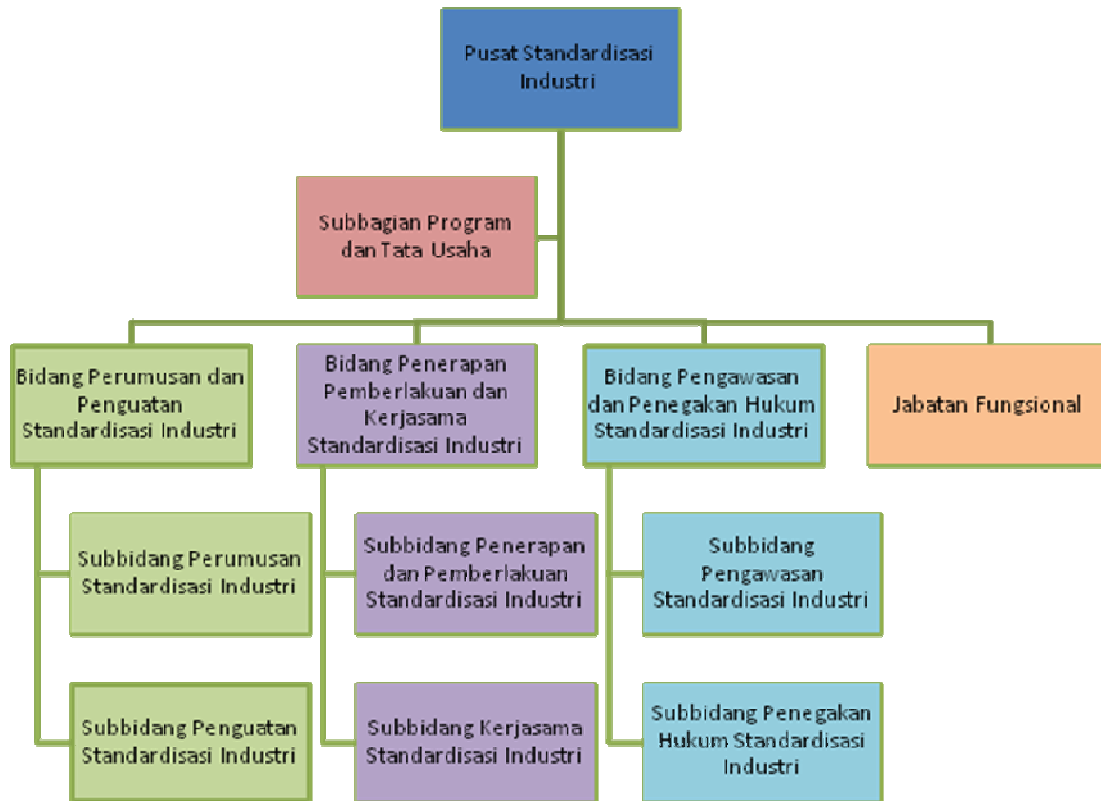 Pusat Standardisasi
Industri
Subbagian Program
dan Tata Usaha
Bidang Perumusan dan
Penguatan
Standardisasi Industri
Bidang Penerapan
Pemberlakuan dan
Kerjasama
Standardisasi Industri
Bidang Pengawasan
dan Penegakan Hukum
Standardisasi Industri
Jabatan Fungsional
Subbidang Perumusan
Standardisasi Industri
Subbidang Penerapan
dan Pemberlakuan
Standardisasi Industri
Subbidang
Pengawasan
Standardisasi Industri
Subbidang Penguatan
Standardisasi Industri
Subbidang Kerjasama
Standardisasi Industri
Subbidang Penegakan
Hukum Standardisasi
Industri